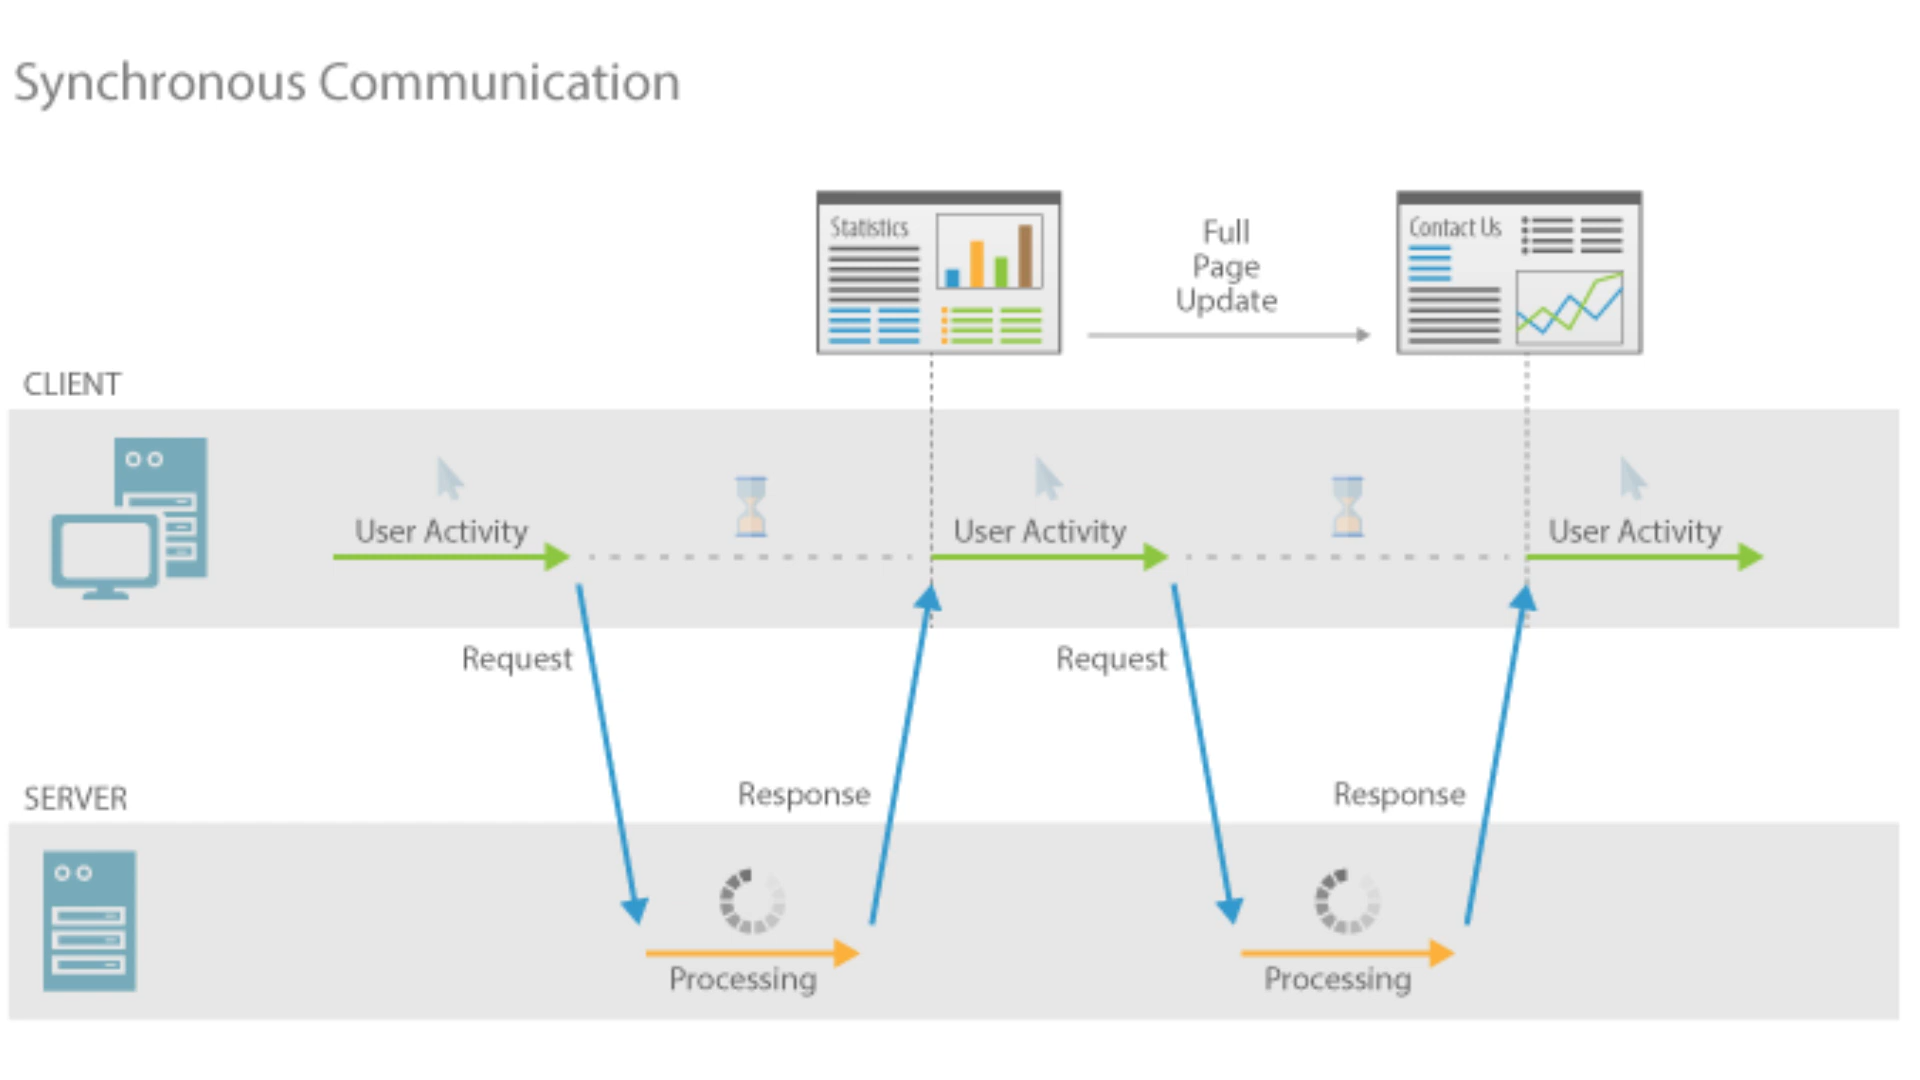 Synchronous Communication
Statistics
Full
Page
Update
Contact Us
CLIENT
User Activity
User Activity
User Activity
Request
Request
SERVER
Response
Response
Processing
Processing